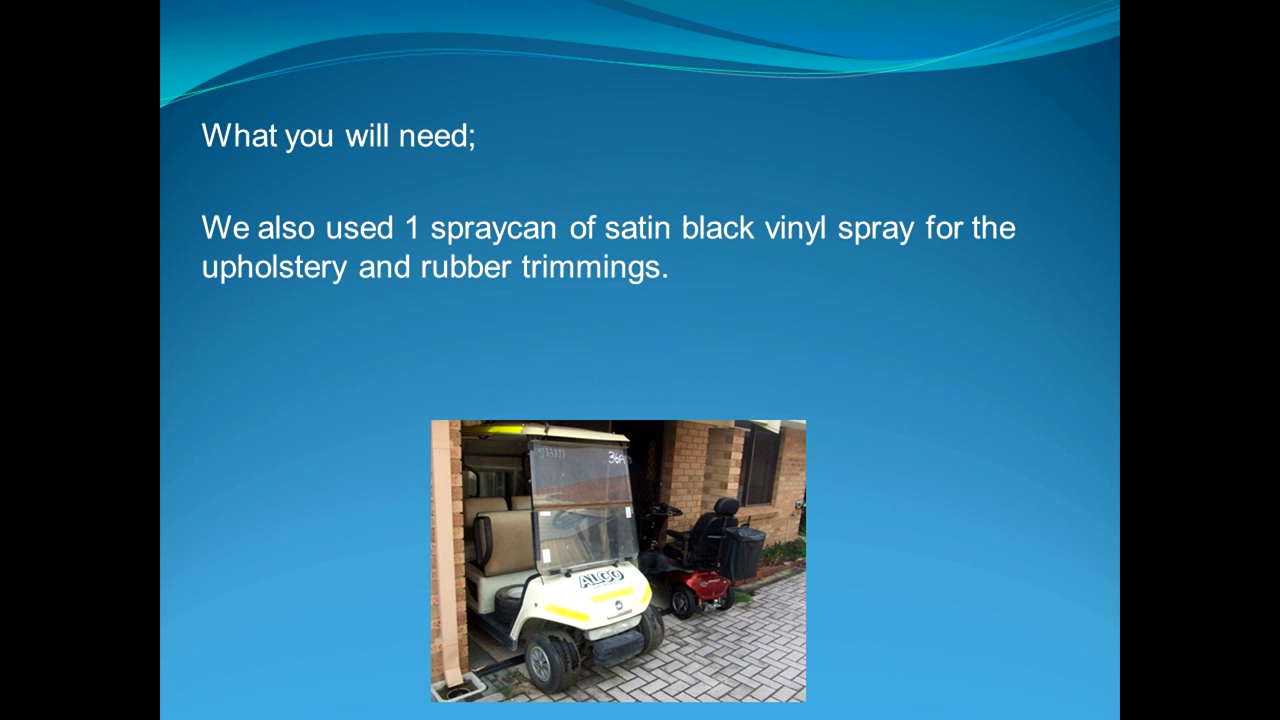 What you will need;
We also used 1 spraycan of satin black vinyl spray for the
upholstery and rubber trimmings.
ALCO